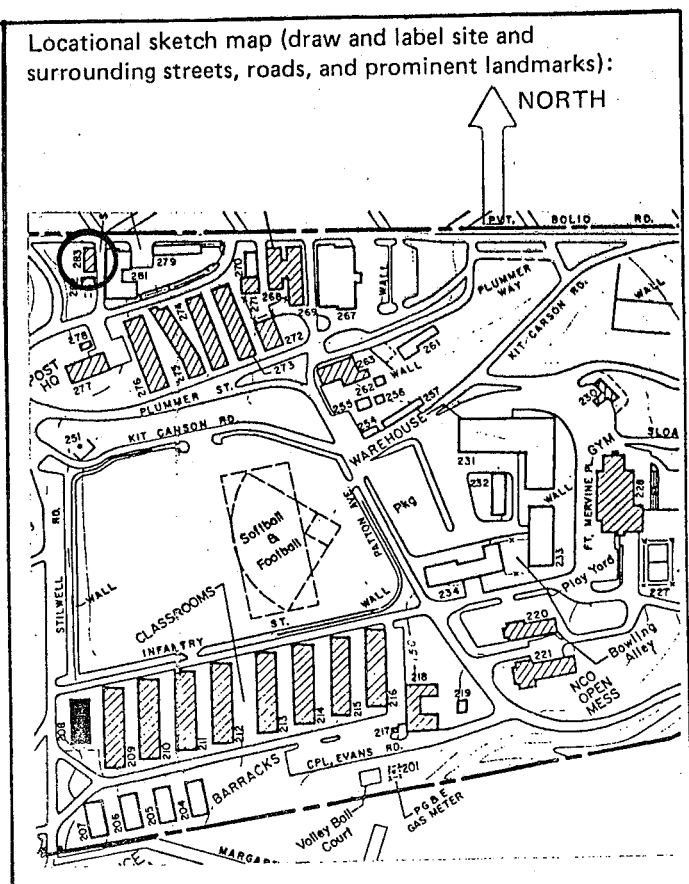 Locational sketch map (draw and label site and
surrounding streets, roads, and prominent landmarks):
NORTH
PVT. BOLIO RD.
283
281
279
270
271
268
269
267
WALL
PLUMMER WAY
KIT CARSON RD.
WALL
278
POST HQ
277
276
275
274
273
272
PLUMMER ST.
KIT CARSON RD.
251
263
261
262
WALL
255
256
257
254
WAREHOUSE
230
SLOA
231
232
WALL
233
GYM
228
FT. MERVINE PL.
227
STILWELL RD.
WALL
Softball
&
Football
PATTON AVE
Pkg
234
Play Yard
CLASSROOMS
WALL
INFANTRY ST.
220
221
Bowling
Alley
NCO
OPEN
MESS
208
209
210
211
212
213
214
215
216
217
218
219
BARRACKS
CPL. EVANS RD.
207
206
205
204
201
Volley Ball
Court
PG&E
GAS METER
MARGAR